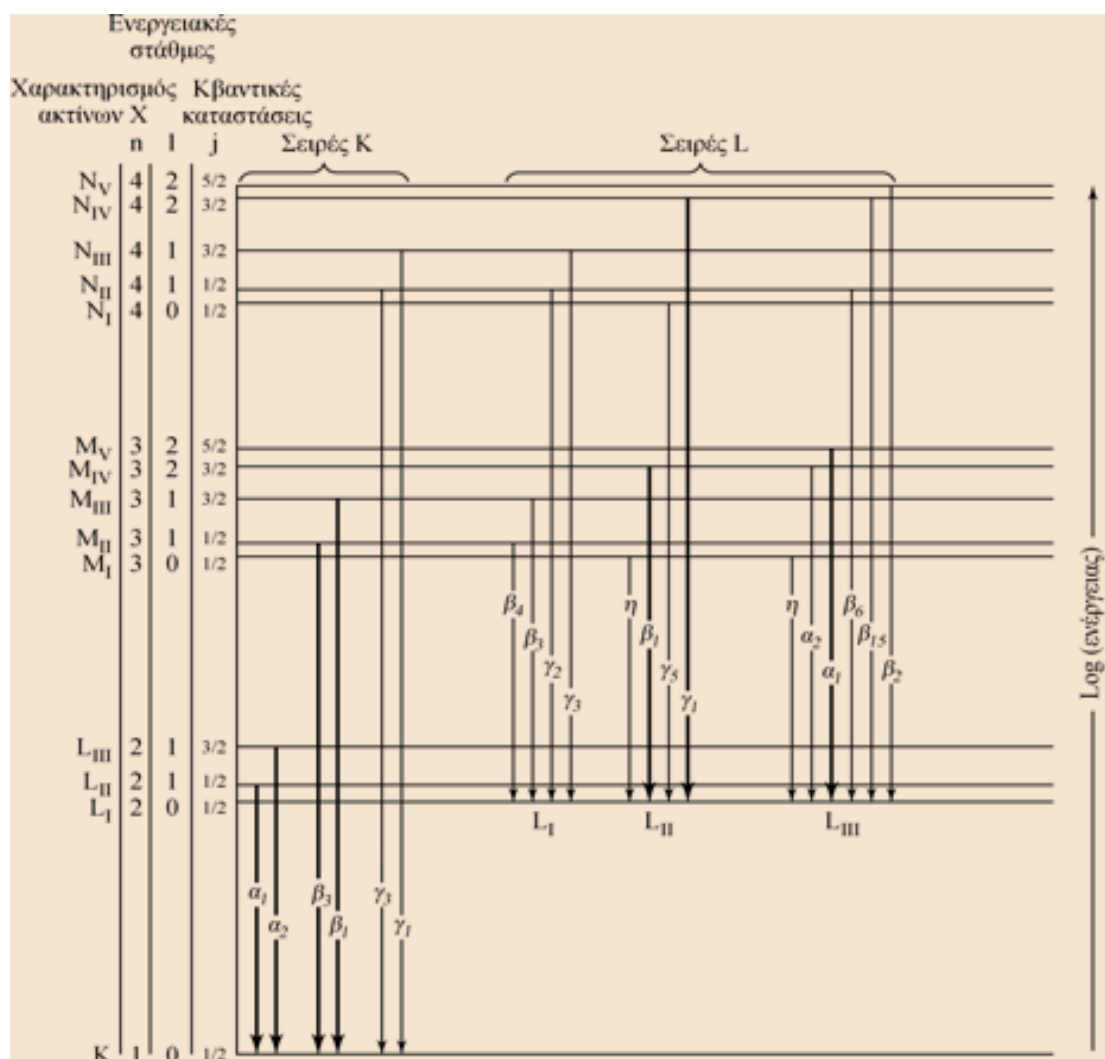 Ενεργειακές
στάθμες
Χαρακτηρισμός Κβαντικές
ακτίνων Χ καταστάσεις
n l j Σειρές K Σειρές L
N_V 4 2 5/2
N_IV 4 2 3/2
N_III 4 1 3/2
N_II 4 1 1/2
N_I 4 0 1/2
M_V 3 2 5/2
M_IV 3 2 3/2
M_III 3 1 3/2
M_II 3 1 1/2
M_I 3 0 1/2
β4 β3 γ2 γ3 η β1 γ5 γ1 η α2 α1 β6 β15 β2
Log (ενέργειας)
L_III 2 1 3/2
L_II 2 1 1/2
L_I 2 0 1/2
L_I L_II L_III
α1 α2 β3 β1 γ3 γ1
K 1 0 1/2